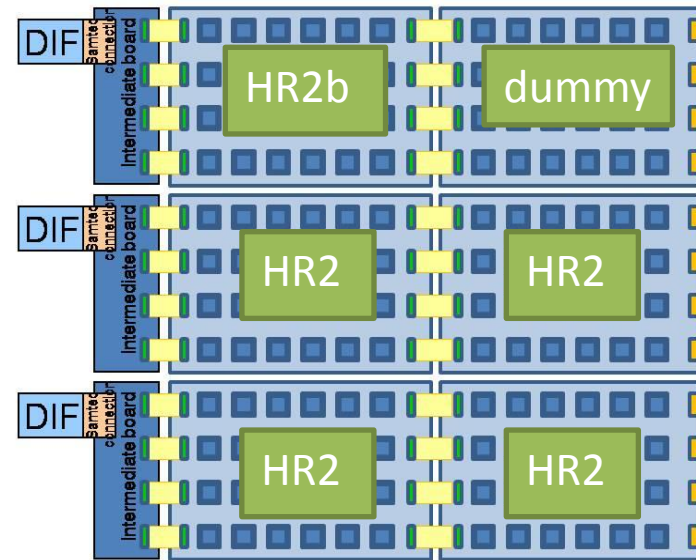 DIF
Samtec
connection
Intermediate board
HR2b
dummy
DIF
Samtec
connection
Intermediate board
HR2
HR2
DIF
Samtec
connection
Intermediate board
HR2
HR2